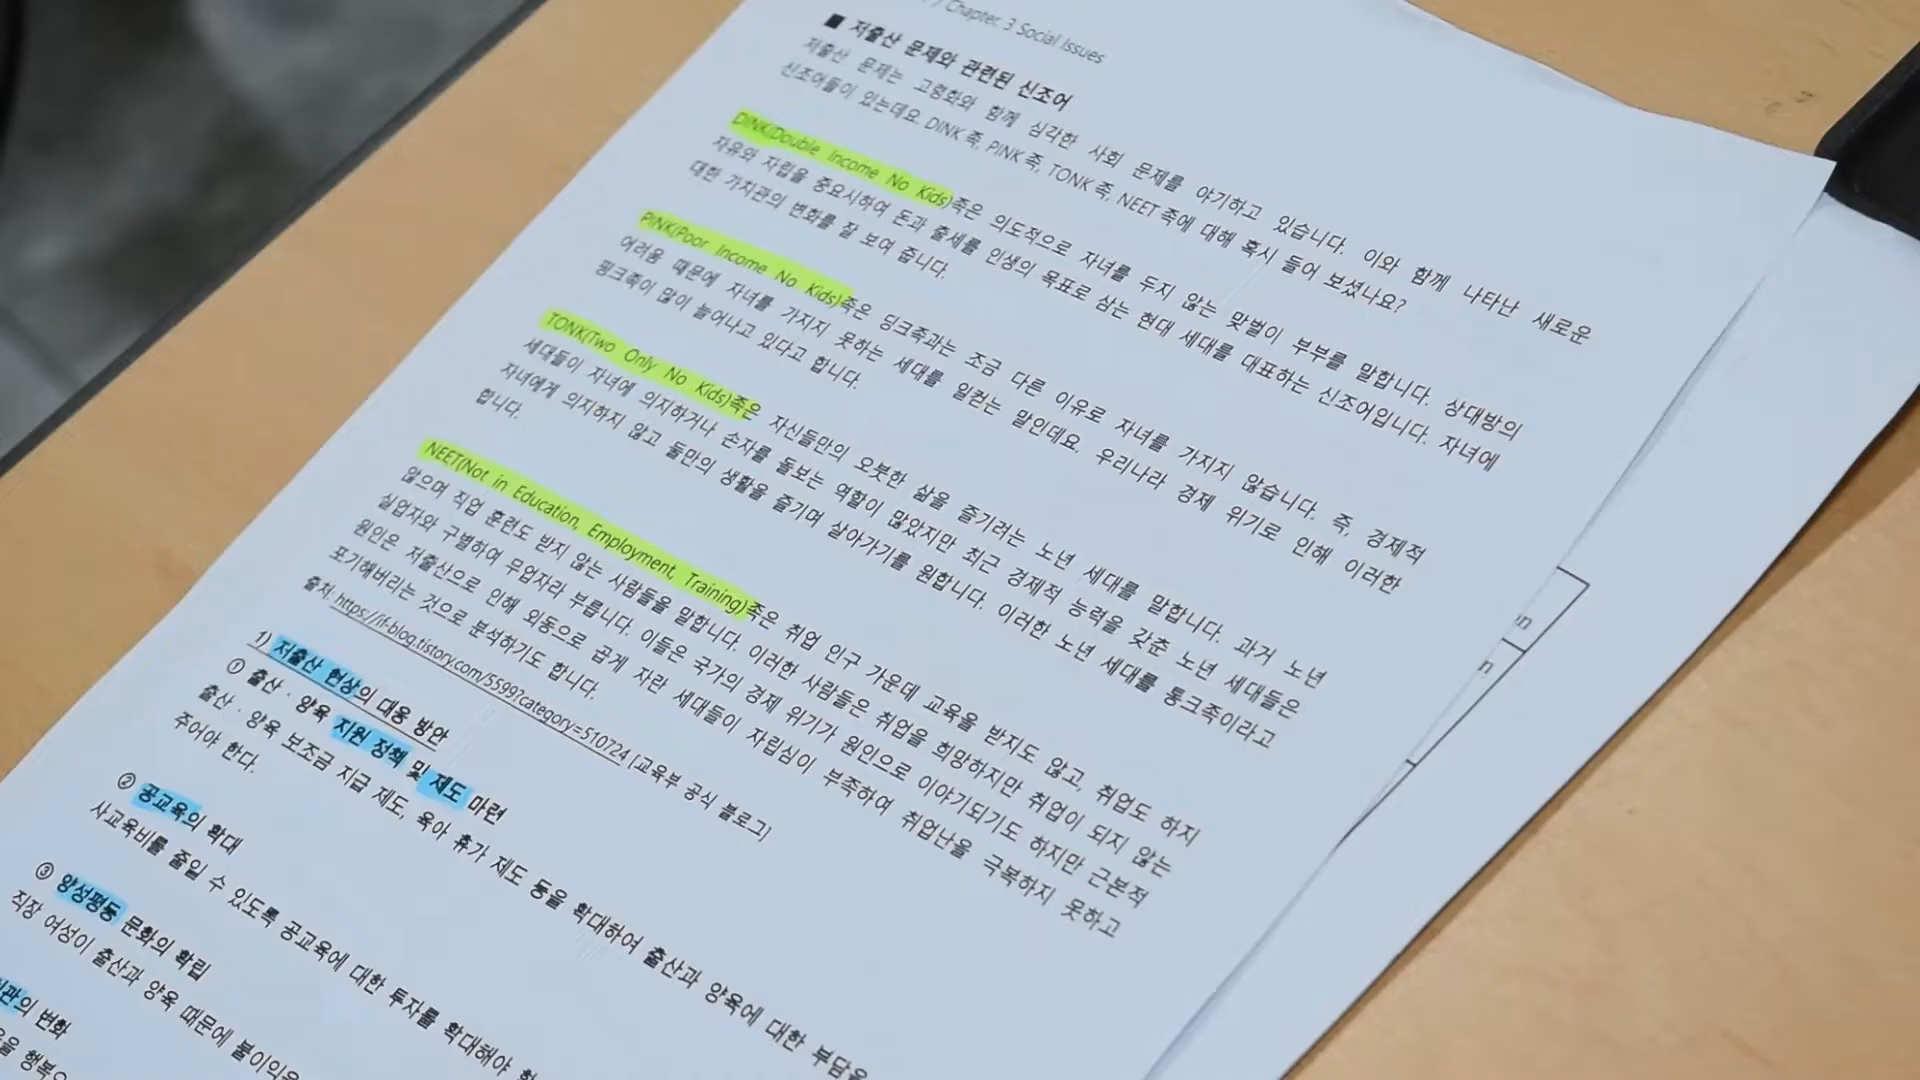 / Chapter. 3 Social Issues
■ 저출산 문제와 관련된 신조어
저출산 문제는 고령화와 함께 심각한 사회 문제를 야기하고 있습니다. 이와 함께 나타난 새로운
신조어들이 있는데요. DINK 족, PINK 족, TONK 족, NEET 족에 대해 혹시 들어 보셨나요?
DINK(Double Income No Kids)족은 의도적으로 자녀를 두지 않는 맞벌이 부부를 말합니다. 상대방의
자유와 자립을 중요시하여 돈과 출세를 인생의 목표로 삼는 현대 세대를 대표하는 신조어입니다. 자녀에
대한 가치관의 변화를 잘 보여 줍니다.
PINK(Poor Income No Kids)족은 딩크족과는 조금 다른 이유로 자녀를 가지지 않습니다. 즉, 경제적
어려움 때문에 자녀를 가지지 못하는 세대를 일컫는 말인데요. 우리나라 경제 위기로 인해 이러한
핑크족이 많이 늘어나고 있다고 합니다.
TONK(Two Only No Kids)족은 자신들만의 오붓한 삶을 즐기려는 노년 세대를 말합니다. 과거 노년
세대들이 자녀에 의지하거나 손자를 돌보는 역할이 많았지만 최근 경제적 능력을 갖춘 노년 세대들은
자녀에게 의지하지 않고 둘만의 생활을 즐기며 살아가기를 원합니다. 이러한 노년 세대를 통크족이라고
합니다.
NEET(Not in Education, Employment, Training)족은 취업 인구 가운데 교육을 받지도 않고, 취업도 하지
않으며 직업 훈련도 받지 않는 사람들을 말합니다. 이러한 사람들은 취업을 희망하지만 취업이 되지 않는
실업자와 구별하여 무업자라 부릅니다. 이들은 국가의 경제 위기가 원인으로 이야기되기도 하지만 근본적
원인은 저출산으로 인해 외동으로 곱게 자란 세대들이 자립심이 부족하여 취업난을 극복하지 못하고
포기해버리는 것으로 분석하기도 합니다.
출처: https://if-blog.tistory.com/5599?category=510724 [교육부 공식 블로그]
1) 저출산 현상의 대응 방안
① 출산 · 양육 지원 정책 및 제도 마련
출산 · 양육 보조금 지급 제도, 육아 휴가 제도 등을 확대하여 출산과 양육에 대한 부담을
주어야 한다.
② 공교육의 확대
사교육비를 줄일 수 있도록 공교육에 대한 투자를 확대해야
③ 양성평등 문화의 확립
직장 여성이 출산과 양육 때문에 불이익을
관의 변화